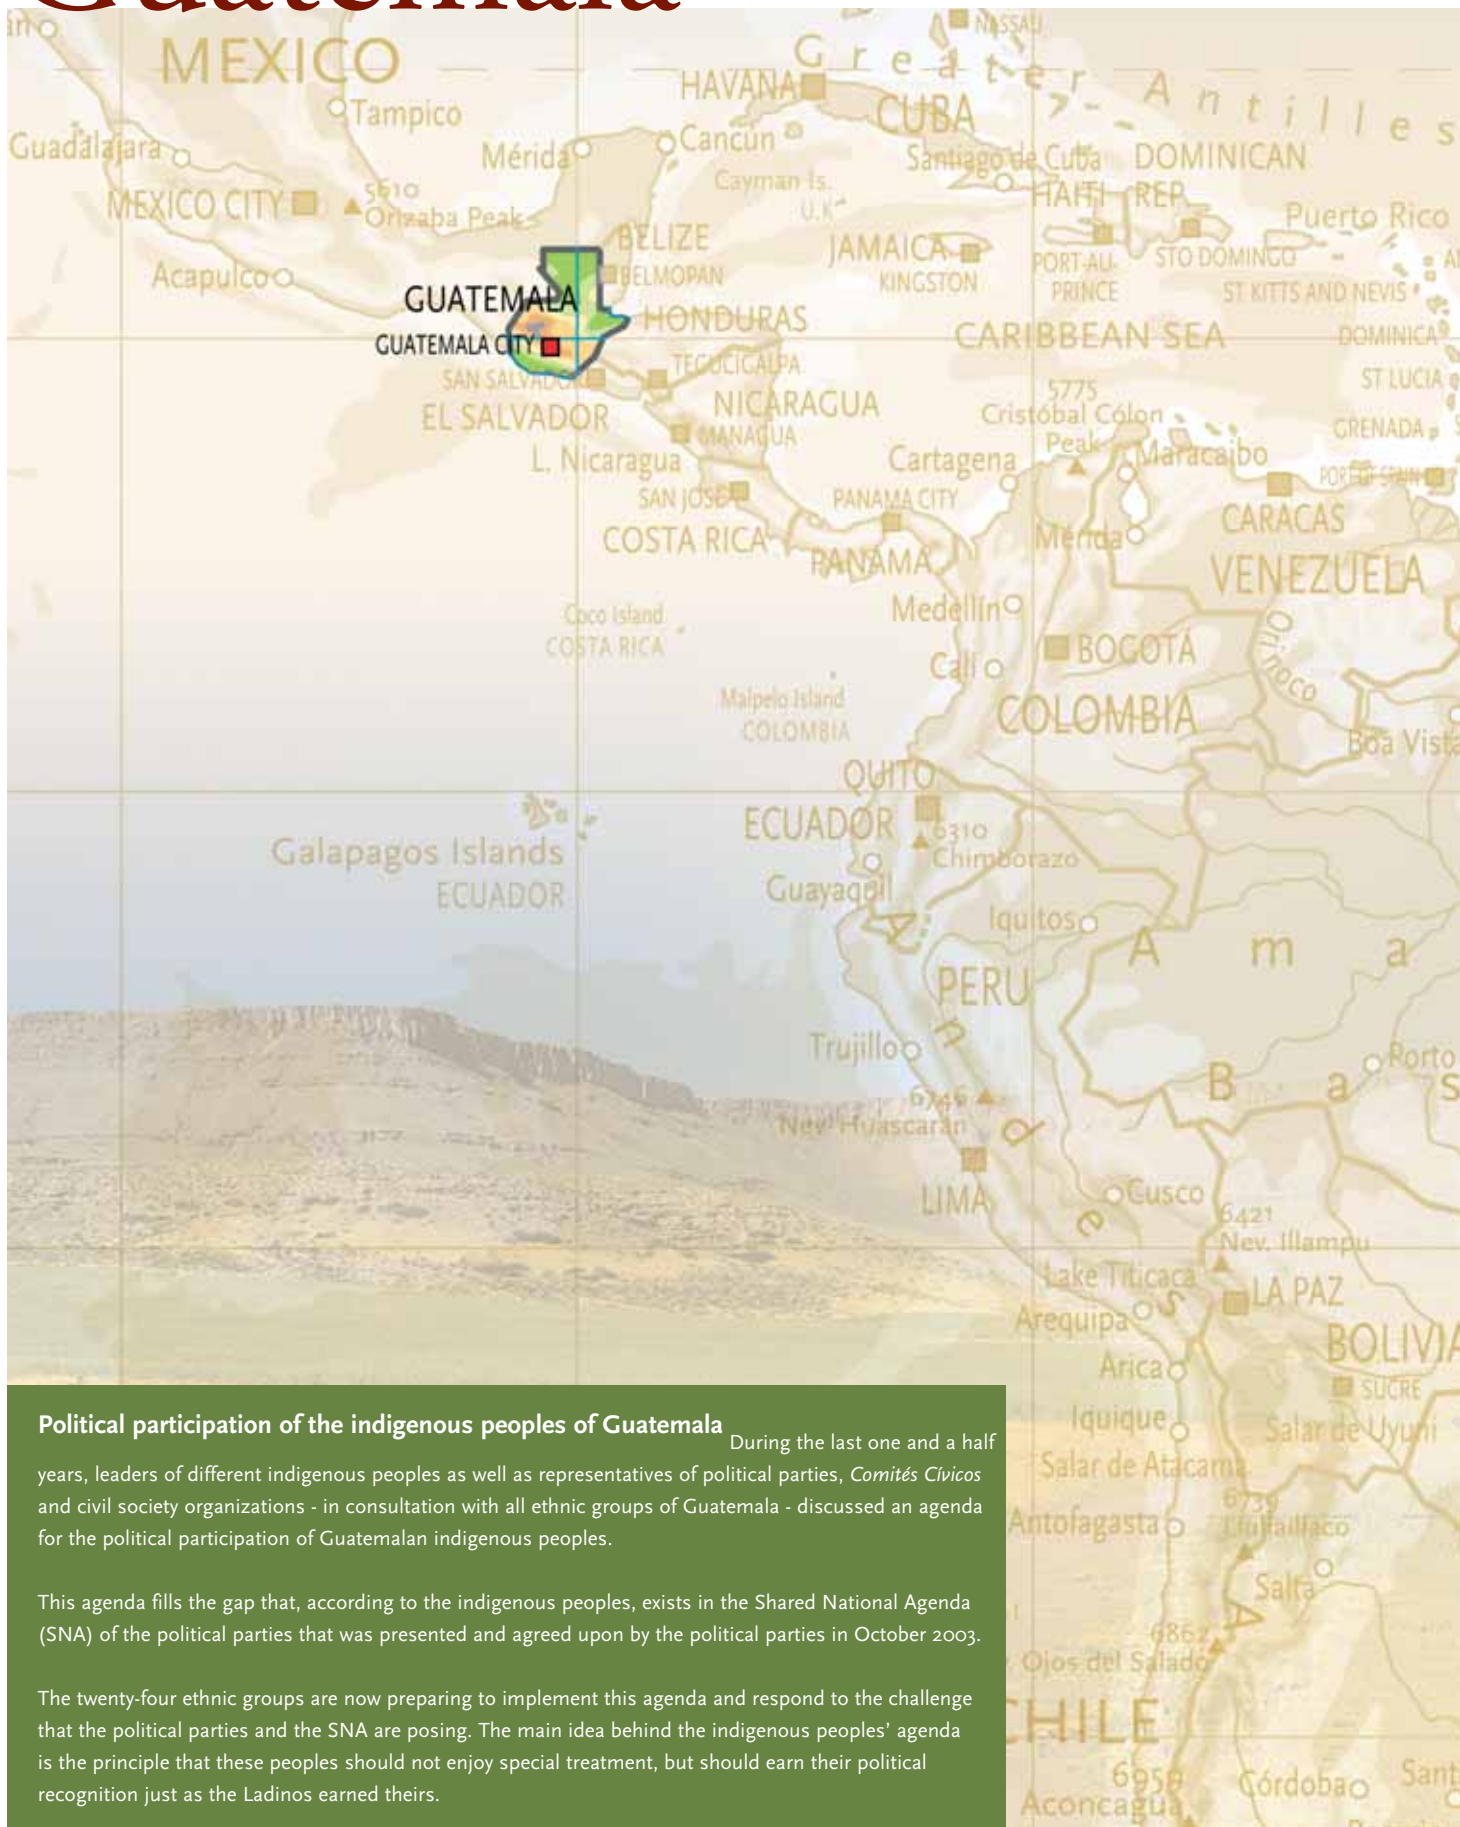 Guatemala
NASSAU
MEXICO
Greater Antilles
HAVANA
CUBA
Tampico
Guadalajara
Mérida
Cancún
Santiago de Cuba
DOMINICAN
REP.
HAITI
Cayman Is.
U.K
MEXICO CITY
5610
Orizaba Peak
Puerto Rico
BELIZE
BELMOPAN
JAMAICA
KINGSTON
PORT-AU-
PRINCE
STO DOMINGO
ST KITTS AND NEVIS
Acapulco
GUATEMALA
GUATEMALA CITY
HONDURAS
TEGUCIGALPA
CARIBBEAN SEA
DOMINICA
SAN SALVADOR
EL SALVADOR
NICARAGUA
MANAGUA
ST LUCIA
5775
Cristóbal Cólon
Peak
GRENADA
L. Nicaragua
Cartagena
Maracaibo
PORT OF SPAIN
SAN JOSÉ
PANAMA CITY
CARACAS
COSTA RICA
PANAMA
Merida
VENEZUELA
Coco Island
COSTA RICA
Medellín
Orinoco
BOGOTÁ
Cali
Malpelo Island
COLOMBIA
COLOMBIA
Boa Vista
QUITO
ECUADOR
6310
Chimborazo
Galapagos Islands
ECUADOR
Guayaquil
Iquitos
A m a
PERU
Trujillo
Porto
B a s
6746
Nev. Huascarán
LIMA
Cusco
A n d e s
6421
Nev. Illampu
Lake Titicaca
LA PAZ
Arequipa
BOLIVIA
Arica
SUCRE
Iquique
Salar de Uyuni
Salar de Atacama
6739
Llullaillaco
Antofagasta
Salta
6862
Ojos del Salado
CHILE
6959
Aconcagua
Córdoba
Sant
Political participation of the indigenous peoples of Guatemala During the last one and a half
years, leaders of different indigenous peoples as well as representatives of political parties, Comités Cívicos
and civil society organizations - in consultation with all ethnic groups of Guatemala - discussed an agenda
for the political participation of Guatemalan indigenous peoples.
This agenda fills the gap that, according to the indigenous peoples, exists in the Shared National Agenda
(SNA) of the political parties that was presented and agreed upon by the political parties in October 2003.
The twenty-four ethnic groups are now preparing to implement this agenda and respond to the challenge
that the political parties and the SNA are posing. The main idea behind the indigenous peoples’ agenda
is the principle that these peoples should not enjoy special treatment, but should earn their political
recognition just as the Ladinos earned theirs.